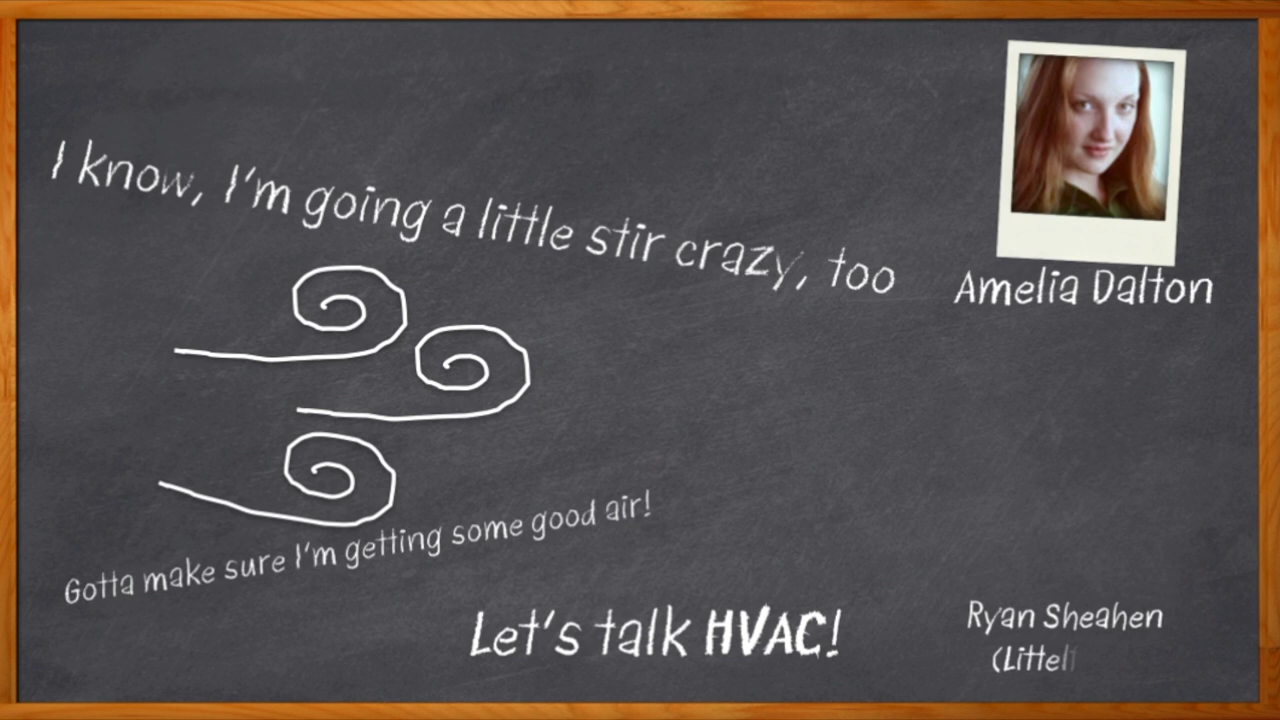 I know, I'm going a little stir crazy, too
Amelia Dalton
Gotta make sure I'm getting some good air!
Let's talk HVAC!
Ryan Sheahen
(Littel